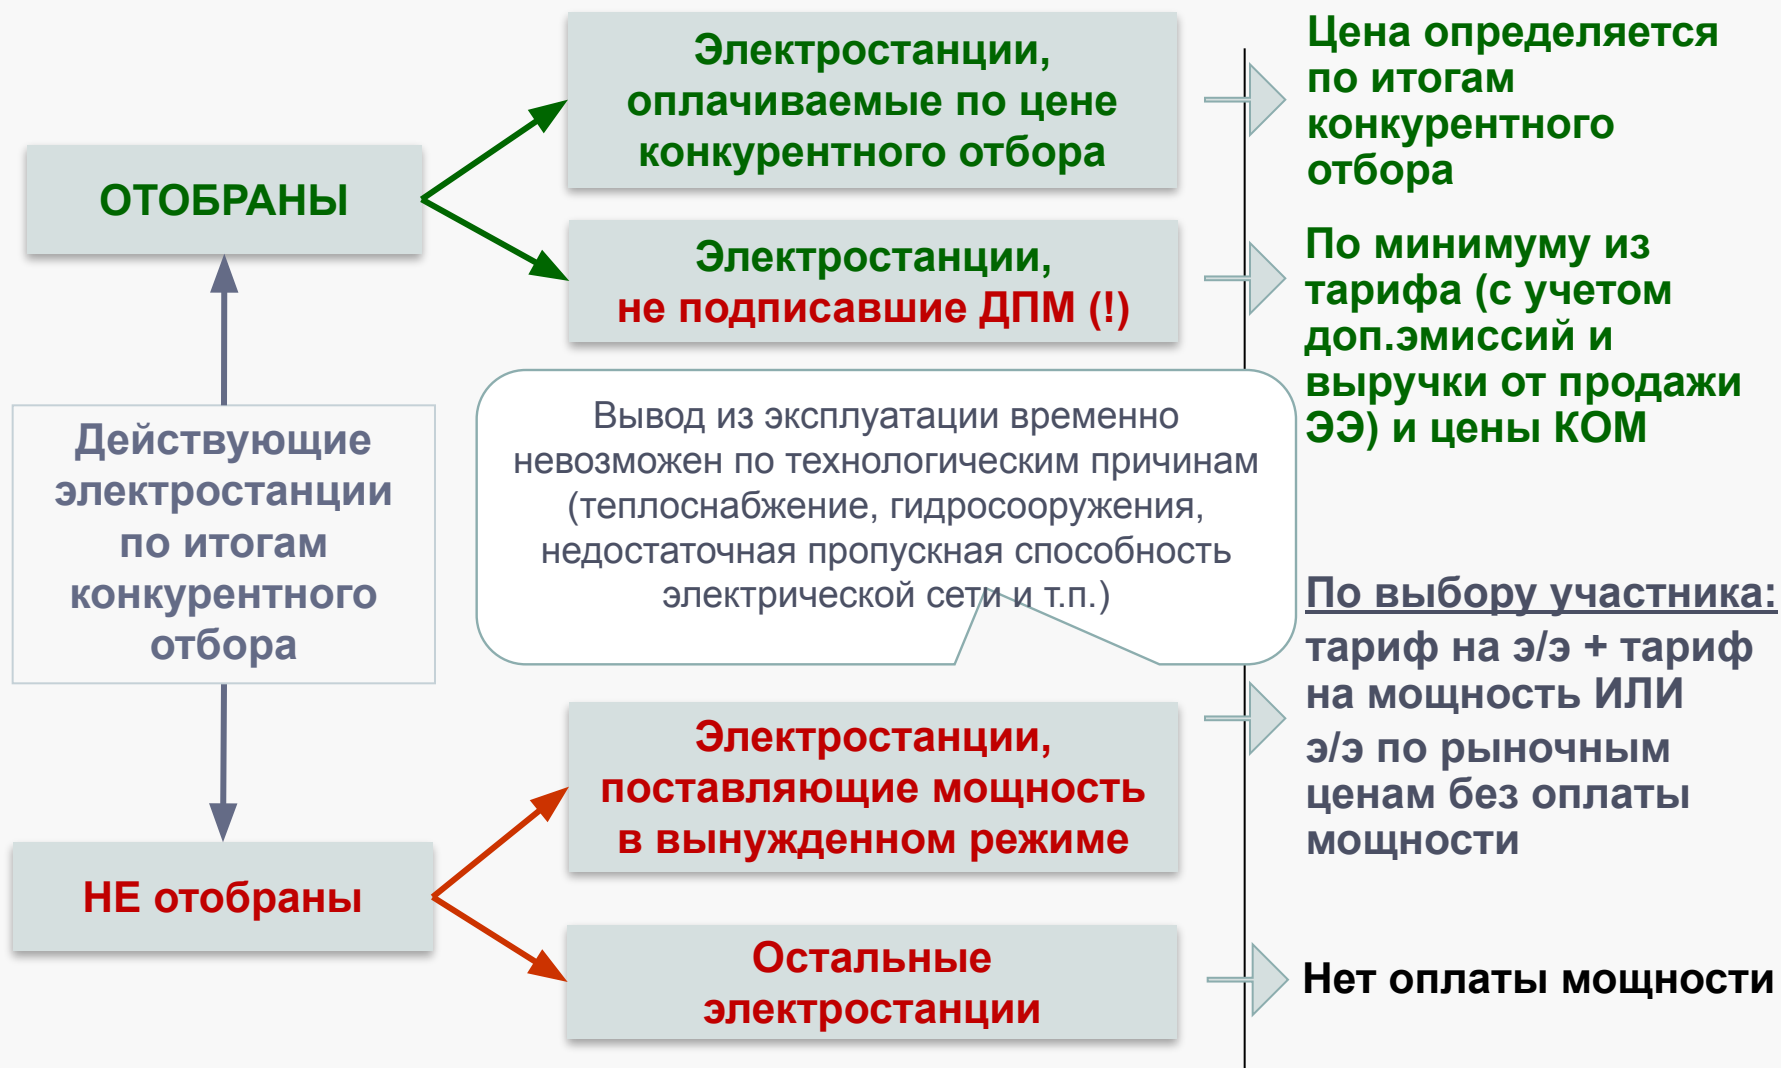 Электростанции,
оплачиваемые по цене
конкурентного отбора
Цена определяется
по итогам
конкурентного
отбора
ОТОБРАНЫ
Электростанции,
не подписавшие ДПМ (!)
По минимуму из
тарифа (с учетом
доп.эмиссий и
выручки от продажи
ЭЭ) и цены КОМ
Действующие
электростанции
по итогам
конкурентного
отбора
Вывод из эксплуатации временно
невозможен по технологическим причинам
(теплоснабжение, гидросооружения,
недостаточная пропускная способность
электрической сети и т.п.)
По выбору участника:
тариф на э/э + тариф
на мощность ИЛИ
э/э по рыночным
ценам без оплаты
мощности
Электростанции,
поставляющие мощность
в вынужденном режиме
НЕ отобраны
Остальные
электростанции
Нет оплаты мощности